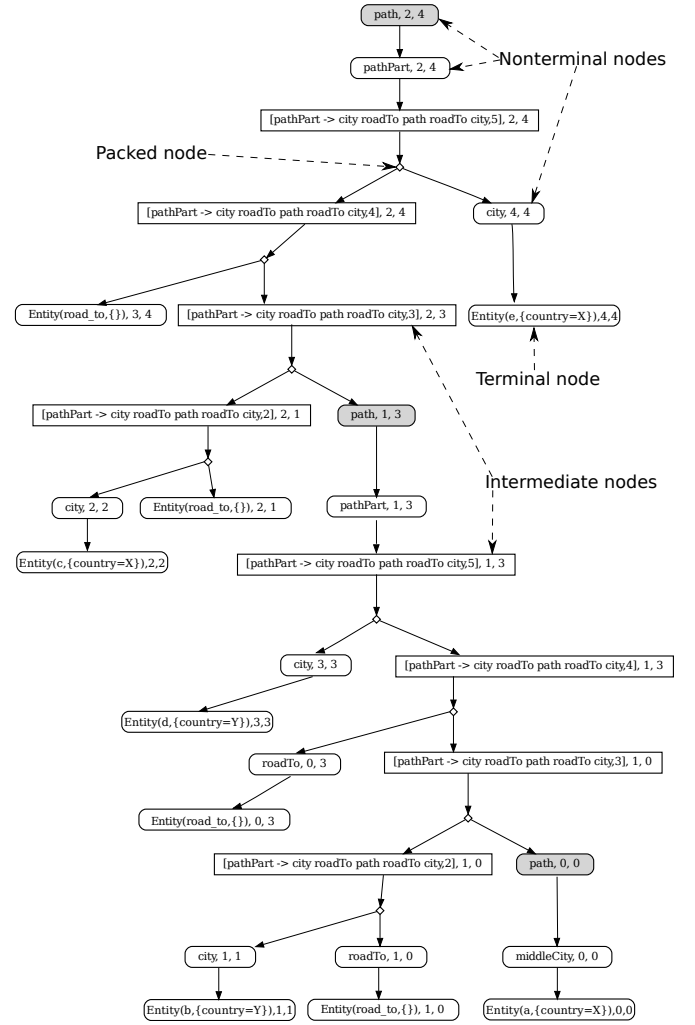 path, 2, 4
Nonterminal nodes
pathPart, 2, 4
[pathPart -> city roadTo path roadTo city,5], 2, 4
Packed node
[pathPart -> city roadTo path roadTo city,4], 2, 4
city, 4, 4
Entity(road_to,{}), 3, 4
[pathPart -> city roadTo path roadTo city,3], 2, 3
Entity(e,{country=X}),4,4
Terminal node
[pathPart -> city roadTo path roadTo city,2], 2, 1
path, 1, 3
Intermediate nodes
city, 2, 2
Entity(road_to,{}), 2, 1
pathPart, 1, 3
Entity(c,{country=X}),2,2
[pathPart -> city roadTo path roadTo city,5], 1, 3
city, 3, 3
[pathPart -> city roadTo path roadTo city,4], 1, 3
Entity(d,{country=Y}),3,3
roadTo, 0, 3
[pathPart -> city roadTo path roadTo city,3], 1, 0
Entity(road_to,{}), 0, 3
[pathPart -> city roadTo path roadTo city,2], 1, 0
path, 0, 0
city, 1, 1
roadTo, 1, 0
middleCity, 0, 0
Entity(b,{country=Y}),1,1
Entity(road_to,{}), 1, 0
Entity(a,{country=X}),0,0